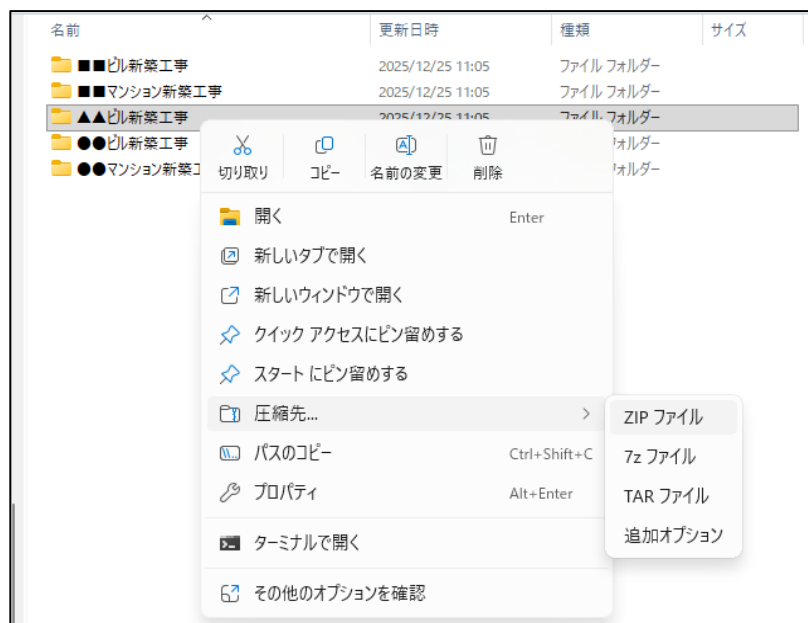 名前 更新日時 種類 サイズ
■■ビル新築工事 2025/12/25 11:05 ファイル フォルダー
■■マンション新築工事 2025/12/25 11:05 ファイル フォルダー
▲▲ビル新築工事 2025/12/25 11:05 ファイル フォルダー
●●ビル新築工事 フォルダー
●●マンション新築 ォルダー
切り取り コピー 名前の変更 削除
開く Enter
新しいタブで開く
新しいウィンドウで開く
クイック アクセスにピン留めする
スタート にピン留めする
圧縮先...
ZIP ファイル
パスのコピー Ctrl+Shift+C
7z ファイル
プロパティ Alt+Enter
TAR ファイル
追加オプション
ターミナルで開く
その他のオプションを確認